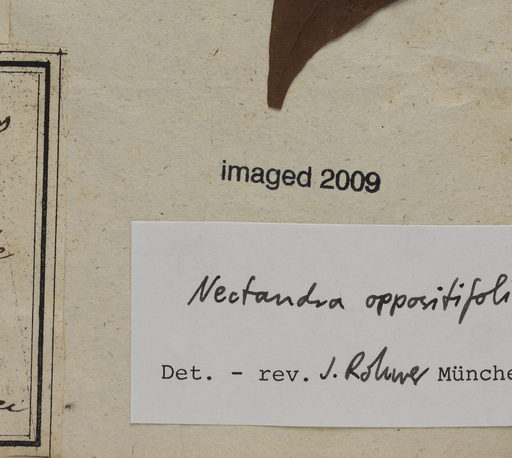 imaged 2009
Nectandra oppositifoli
Det. - rev. J. Rohwer Münche